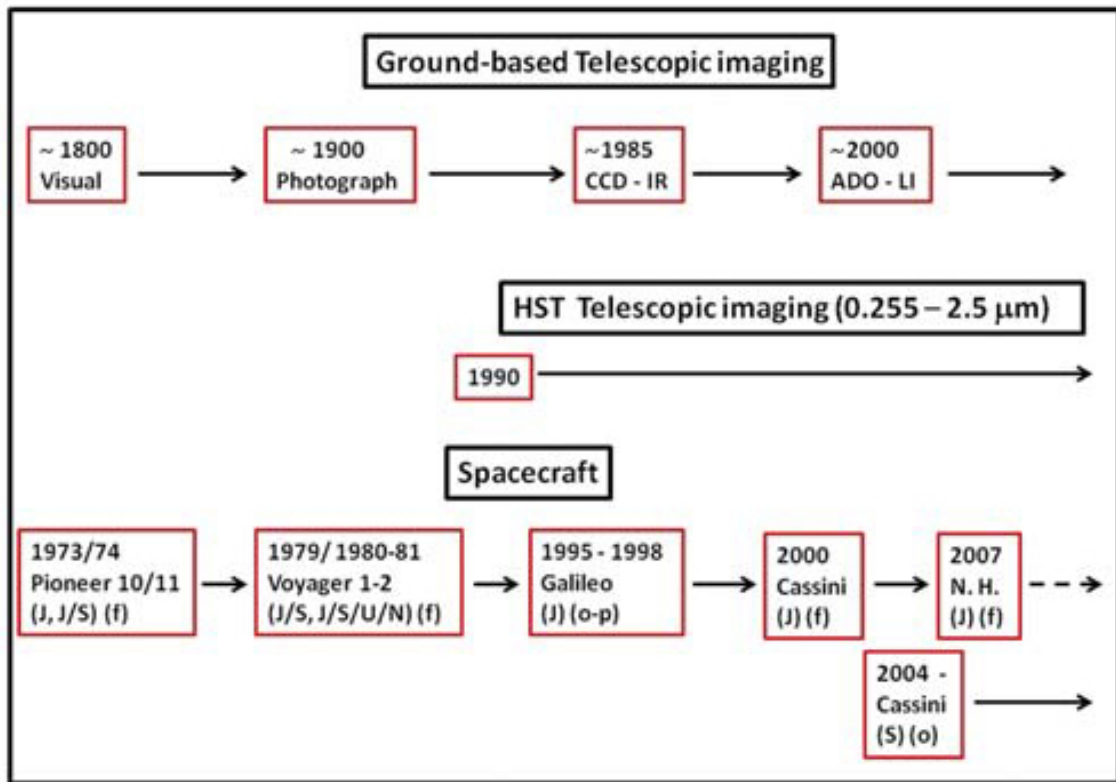 Ground-based Telescopic imaging
~ 1800
Visual
~ 1900
Photograph
~1985
CCD - IR
~2000
ADO - LI
HST Telescopic imaging (0.255 – 2.5 μm)
1990
Spacecraft
1973/74
Pioneer 10/11
(J, J/S) (f)
1979/ 1980-81
Voyager 1-2
(J/S, J/S/U/N) (f)
1995 - 1998
Galileo
(J) (o-p)
2000
Cassini
(J) (f)
2007
N. H.
(J) (f)
2004 -
Cassini
(S) (o)